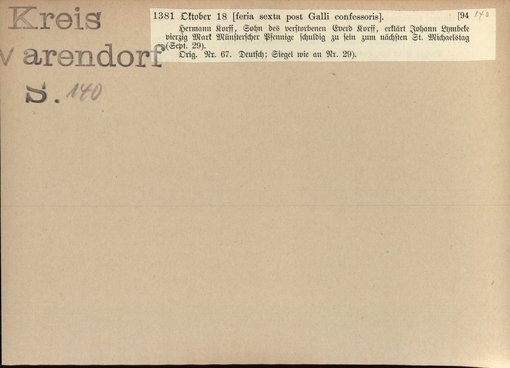 Kreis
Warendorf
S. 140
1381 Oktober 18 [feria sexta post Galli confessoris]. [94 140
Hermann Korff, Sohn des verstorbenen Everd Korff, erklärt Johann Lymbeke
vierzig Mark Münsterscher Pfennige schuldig zu sein zum nächsten St. Michaelstag
(Sept. 29).
Orig. Nr. 67. Deutsch; Siegel wie an Nr. 29).